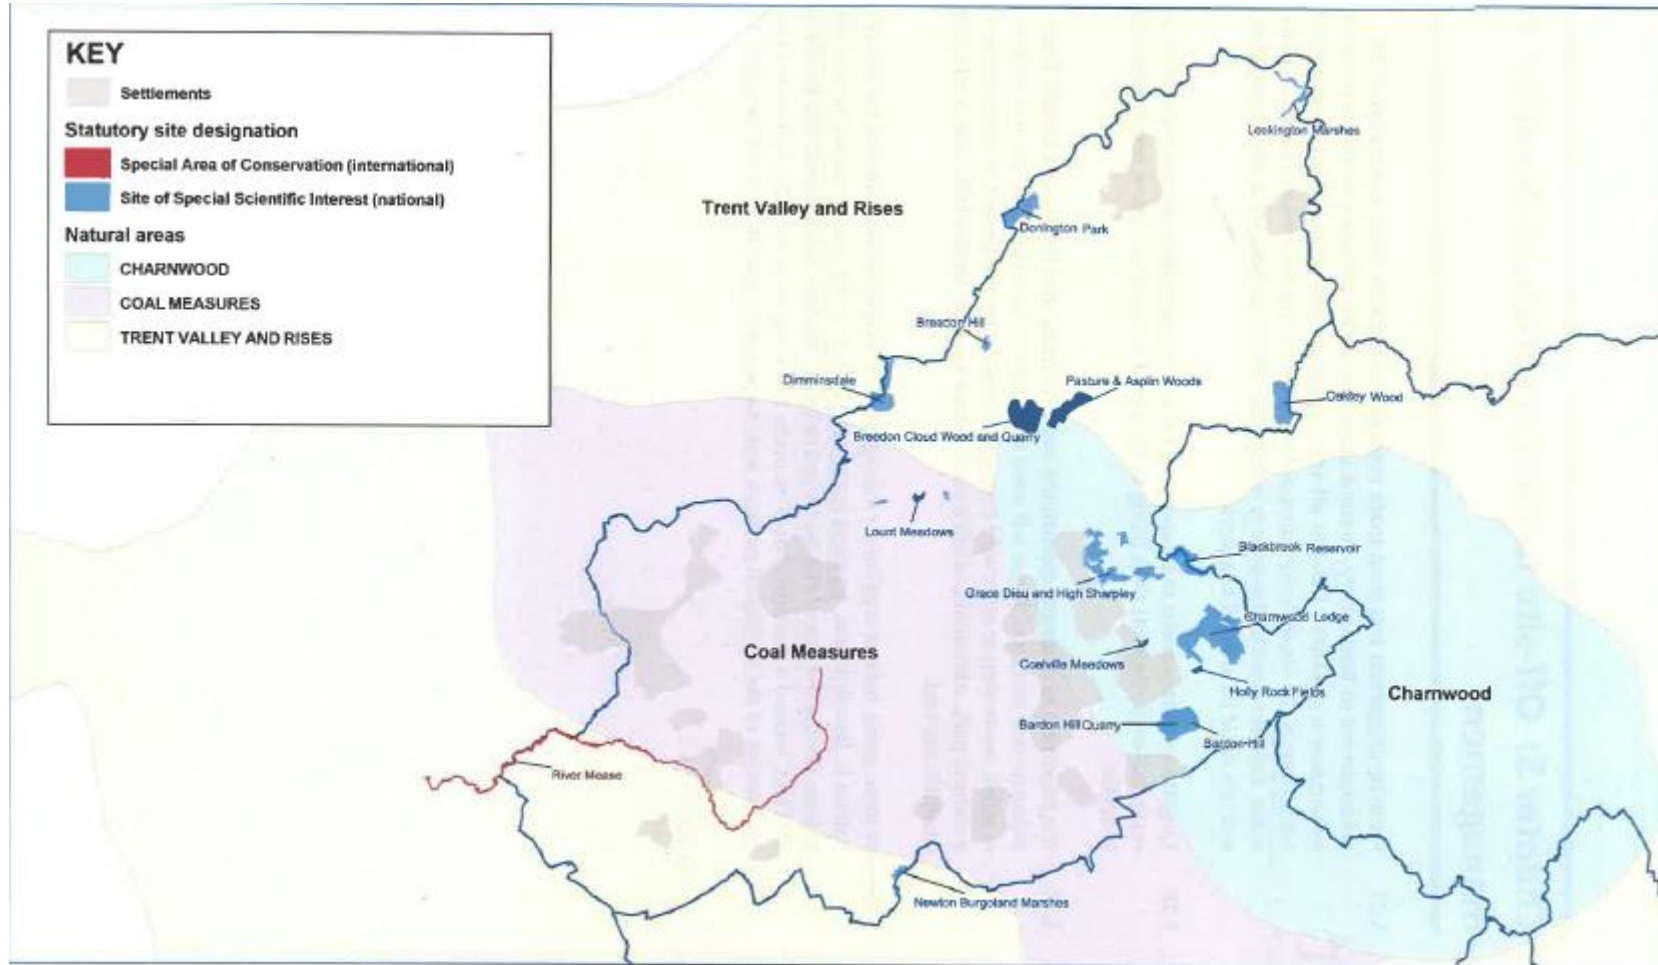 KEY
Settlements
Statutory site designation
Special Area of Conservation (international)
Site of Special Scientific Interest (national)
Natural areas
CHARNWOOD
COAL MEASURES
TRENT VALLEY AND RISES
Lockington Marshes
Trent Valley and Rises
Donington Park
Breedon Hill
Dimminsdale
Pasture & Asplin Woods
Oakley Wood
Breedon Cloud Wood and Quarry
Lount Meadows
Blackbrook Reservoir
Grace Dieu and High Sharpley
Charnwood Lodge
Coal Measures
Coalville Meadows
Holly Rock Fields
Charnwood
Bardon Hill Quarry
Bardon Hill
River Mease
Newton Burgoland Marshes